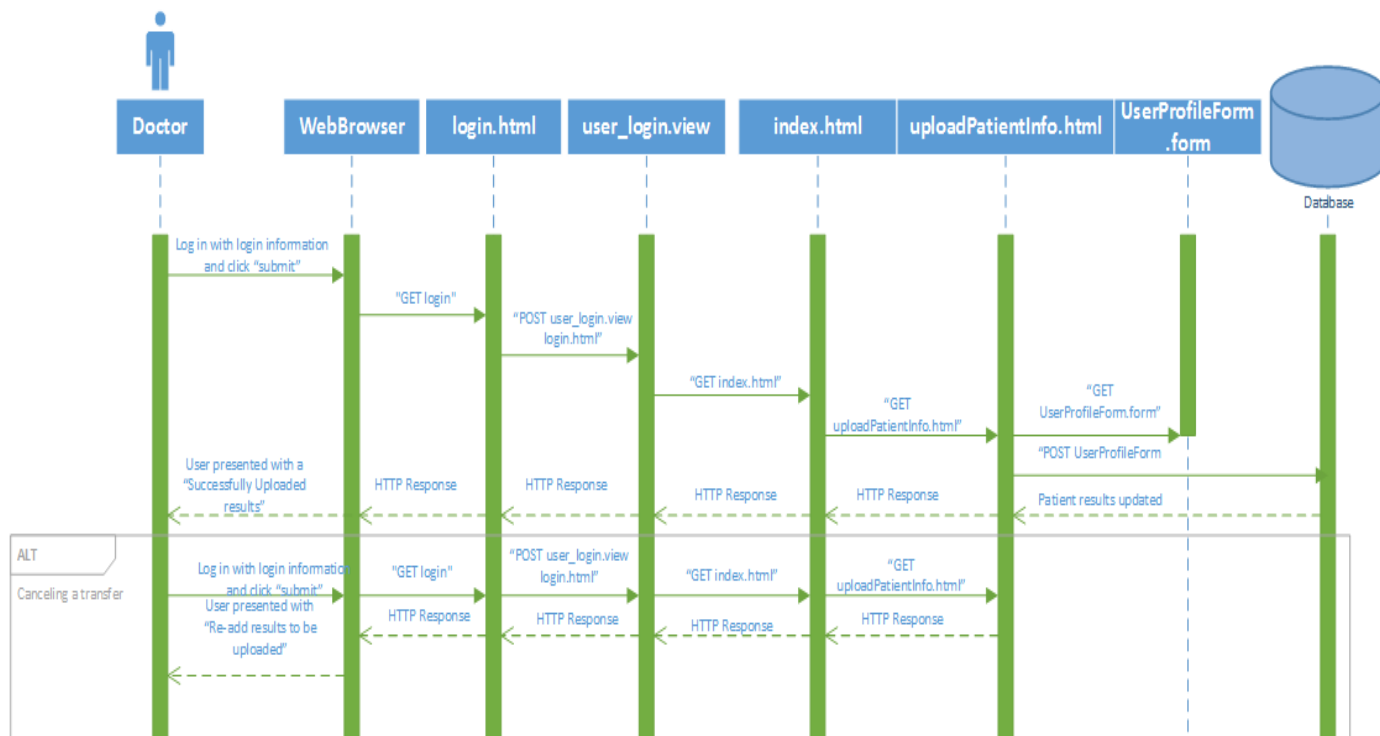 Doctor
WebBrowser
login.html
user_login.view
index.html
uploadPatientInfo.html
UserProfileForm
.form
Database
Log in with login information
and click “submit”
"GET login"
“POST user_login.view
login.html”
“GET index.html”
“GET
uploadPatientInfo.html”
“GET
UserProfileForm.form”
“POST UserProfileForm
User presented with a
“Successfully Uploaded
results”
HTTP Response
HTTP Response
HTTP Response
HTTP Response
Patient results updated
ALT
Canceling a transfer
Log in with login information
and click “submit”
"GET login"
“POST user_login.view
login.html”
“GET index.html”
“GET
uploadPatientInfo.html”
User presented with
“Re-add results to be
uploaded”
HTTP Response
HTTP Response
HTTP Response
HTTP Response